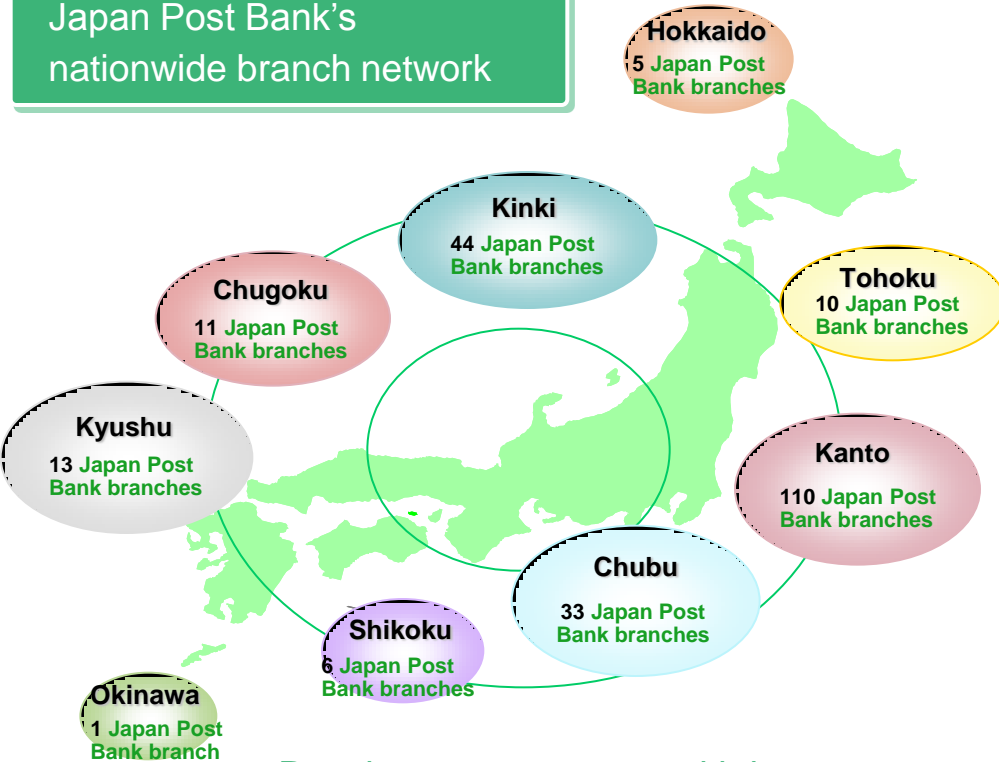 Japan Post Bank's
nationwide branch network
Hokkaido
5 Japan Post
Bank branches
Kinki
44 Japan Post
Bank branches
Tohoku
10 Japan Post
Bank branches
Chugoku
11 Japan Post
Bank branches
Kyushu
13 Japan Post
Bank branches
Kanto
110 Japan Post
Bank branches
Chubu
33 Japan Post
Bank branches
Shikoku
6 Japan Post
Bank branches
Okinawa
1 Japan Post
Bank branch